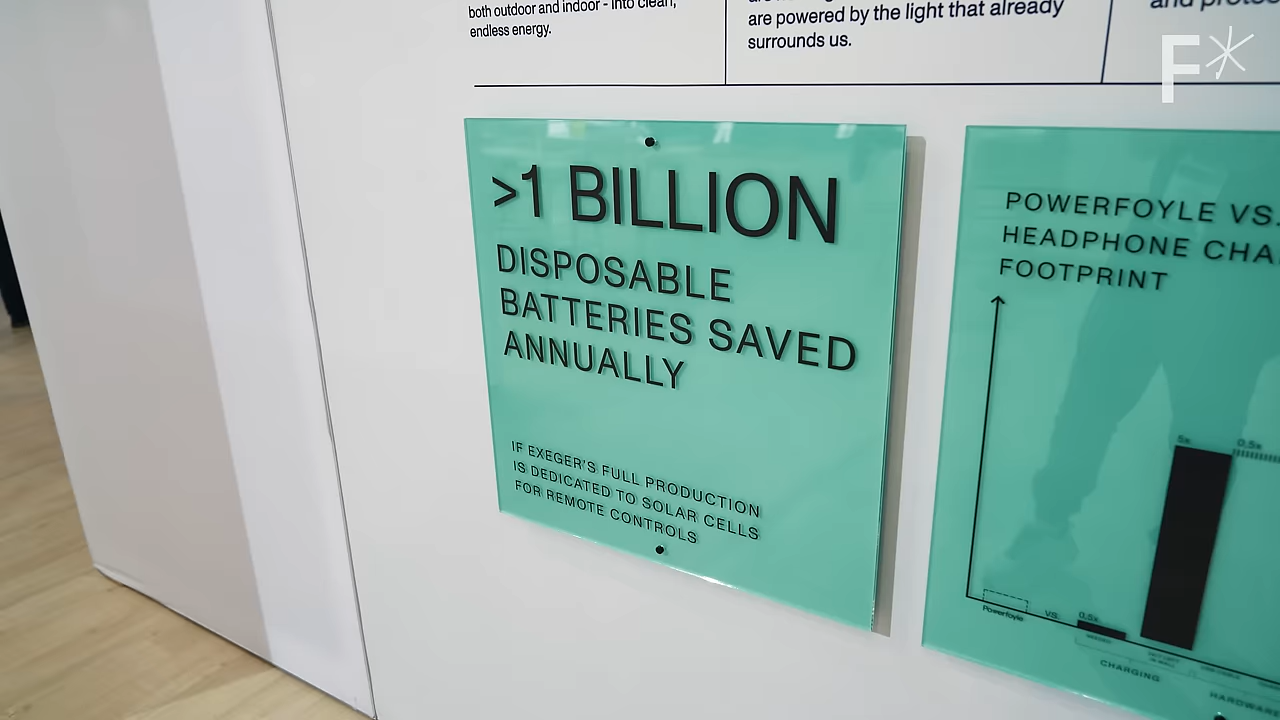 both outdoor and indoor - into clean,
endless energy.
are powered by the light that already
surrounds us.
F*
>1 BILLION
DISPOSABLE
BATTERIES SAVED
ANNUALLY
IF EXEGER'S FULL PRODUCTION
IS DEDICATED TO SOLAR CELLS
FOR REMOTE CONTROLS
POWERFOYLE VS.
HEADPHONE CHA
FOOTPRINT
5x
0,5x
Powerfoyle
VS.
0,5x
CHARGING
HARDWARE